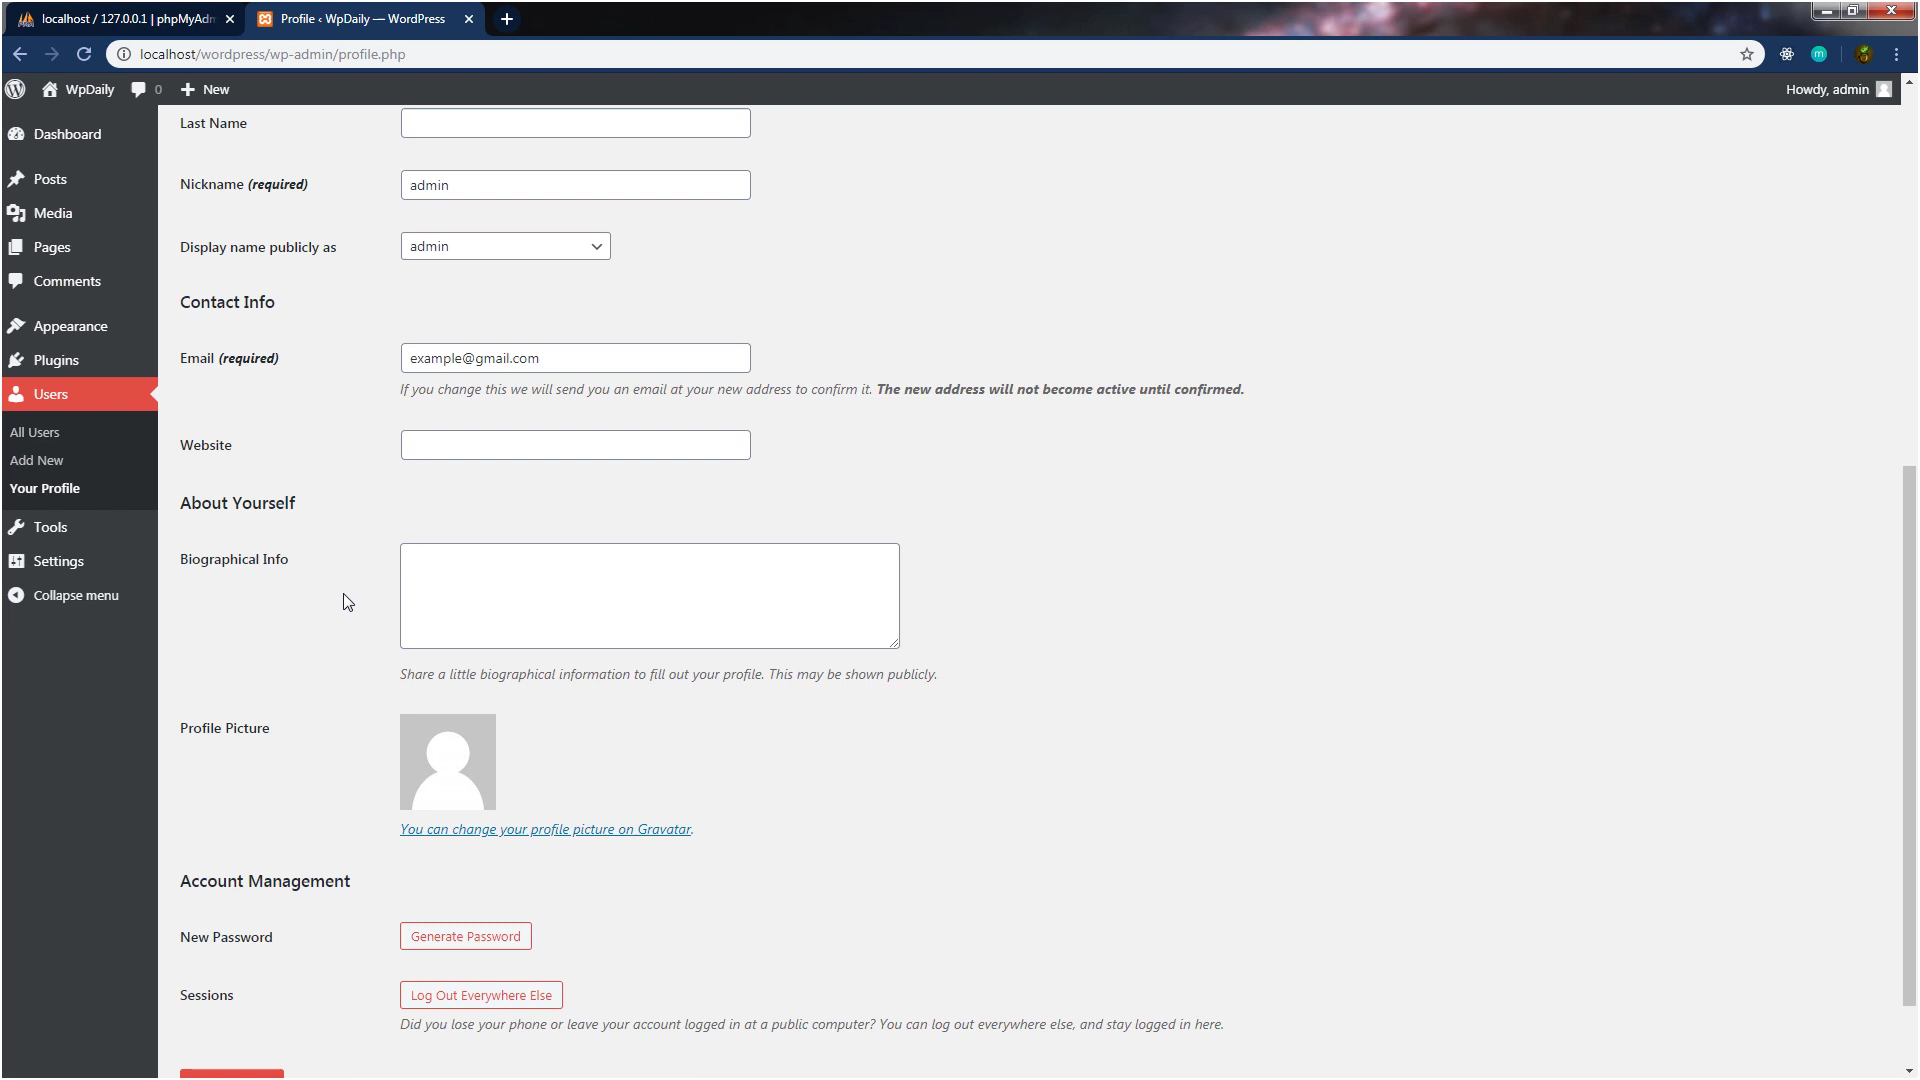 localhost / 127.0.0.1 | phpMyAdm
Profile ‹ WpDaily — WordPress
localhost/wordpress/wp-admin/profile.php
m
WpDaily
0
New
Howdy, admin
Dashboard
Posts
Media
Pages
Comments
Appearance
Plugins
Users
All Users
Add New
Your Profile
Tools
Settings
Collapse menu
Last Name
Nickname (required)
admin
Display name publicly as
admin
Contact Info
Email (required)
example@gmail.com
If you change this we will send you an email at your new address to confirm it. The new address will not become active until confirmed.
Website
About Yourself
Biographical Info
Share a little biographical information to fill out your profile. This may be shown publicly.
Profile Picture
You can change your profile picture on Gravatar.
Account Management
New Password
Generate Password
Sessions
Log Out Everywhere Else
Did you lose your phone or leave your account logged in at a public computer? You can log out everywhere else, and stay logged in here.